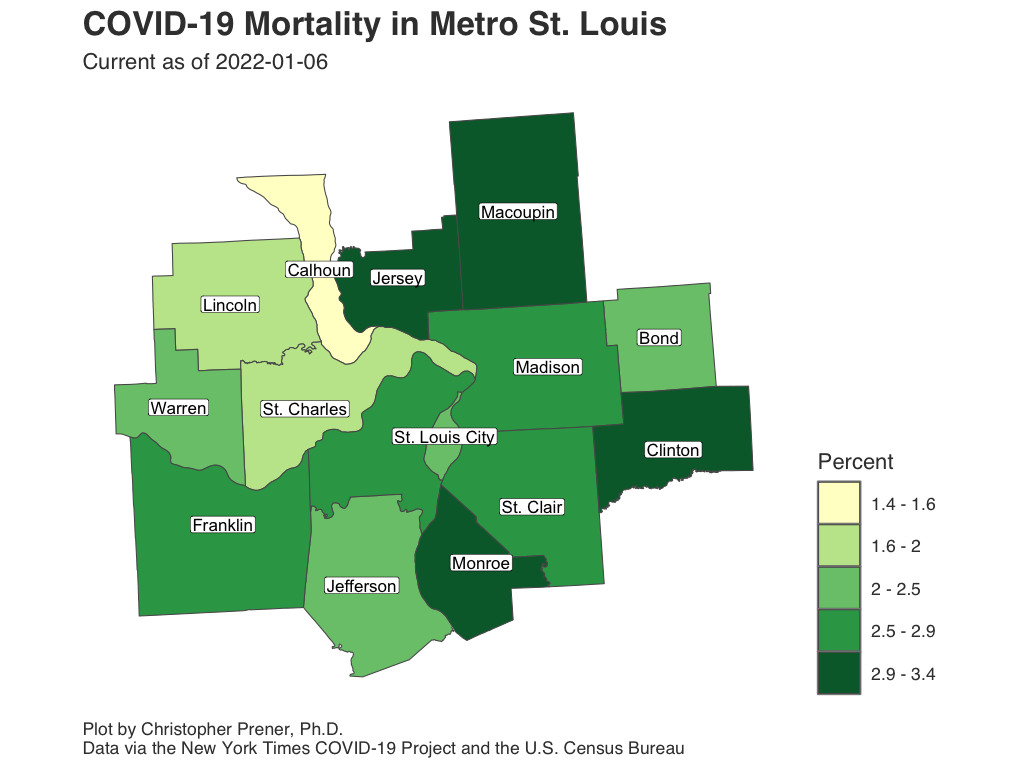 COVID-19 Mortality in Metro St. Louis
Current as of 2022-01-06
Macoupin
Calhoun
Jersey
Lincoln
Bond
Madison
Warren
St. Charles
St. Louis City
Clinton
St. Clair
Franklin
Monroe
Jefferson
Percent
1.4 - 1.6
1.6 - 2
2 - 2.5
2.5 - 2.9
2.9 - 3.4
Plot by Christopher Prener, Ph.D.
Data via the New York Times COVID-19 Project and the U.S. Census Bureau